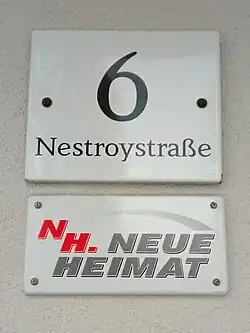 6
Nestroystraße
NH. NEUE
HEIMAT